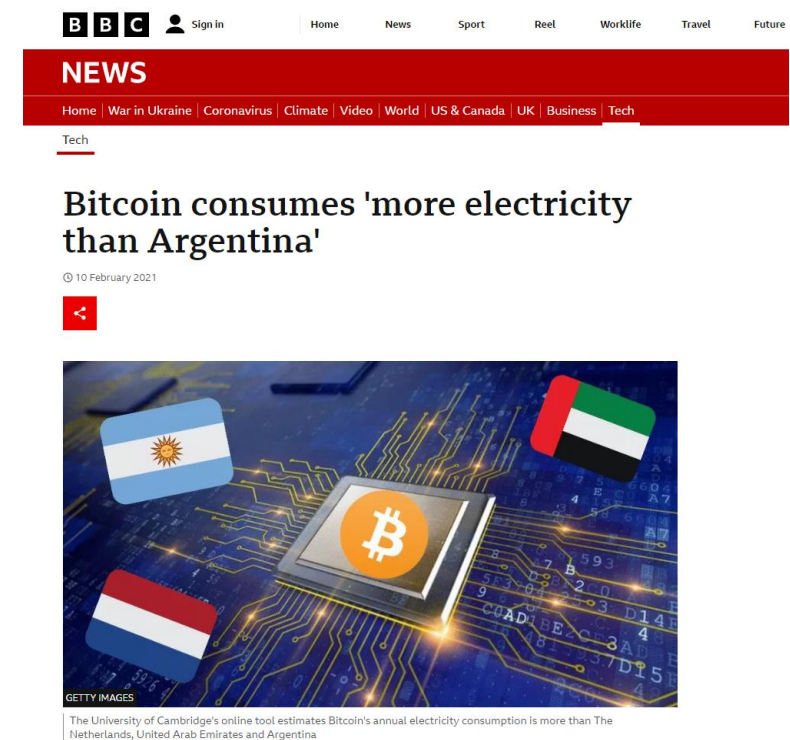 BBC Sign in Home News Sport Reel Worklife Travel Future
NEWS
Home War in Ukraine Coronavirus Climate Video World US & Canada UK Business Tech
Tech
Bitcoin consumes 'more electricity
than Argentina'
10 February 2021
GETTY IMAGES
The University of Cambridge's online tool estimates Bitcoin's annual electricity consumption is more than The
Netherlands, United Arab Emirates and Argentina